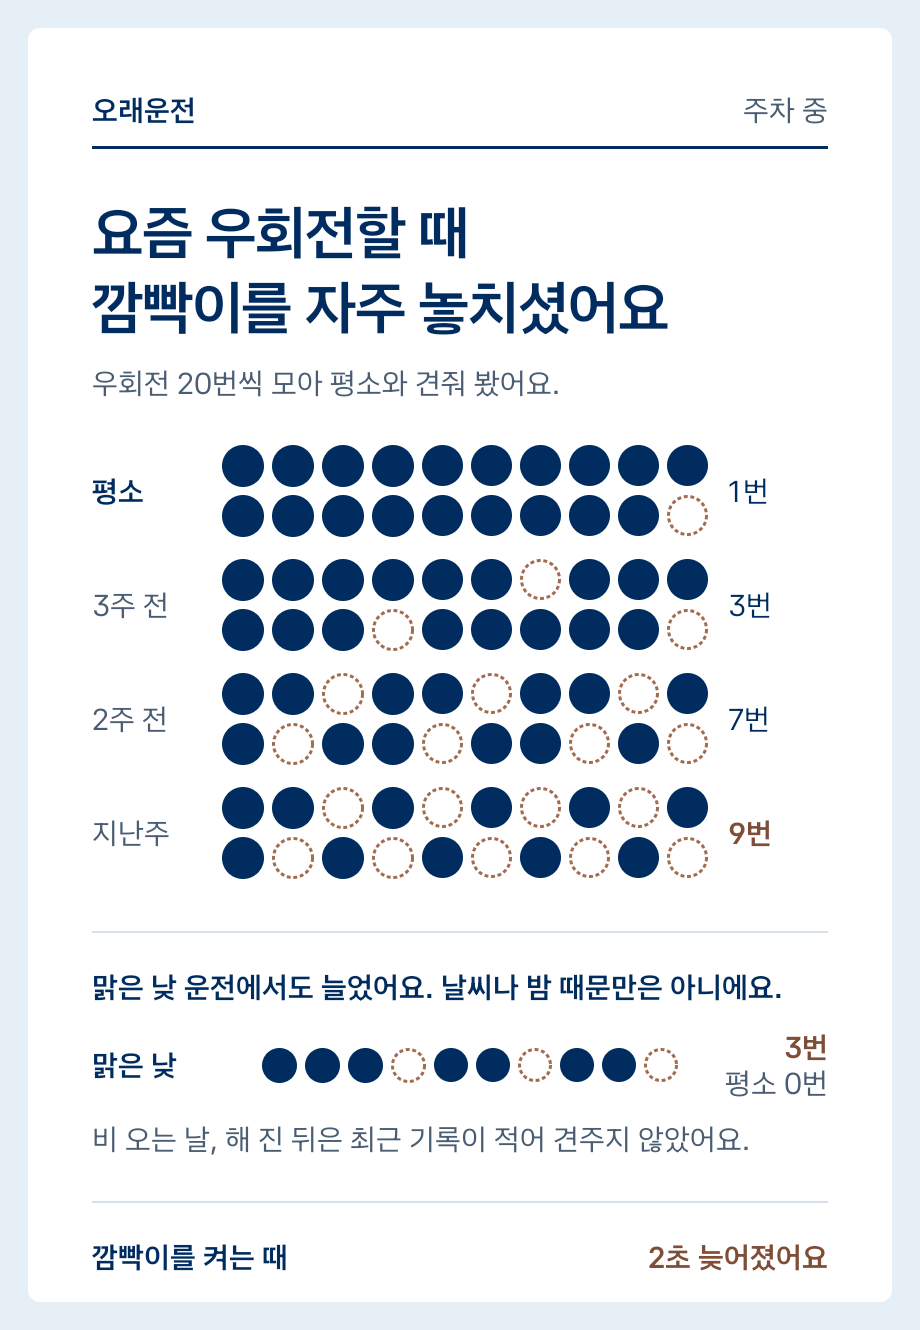 오래운전
주차 중
요즘 우회전할 때
깜빡이를 자주 놓치셨어요
우회전 20번씩 모아 평소와 견줘 봤어요.
평소
1번
3주 전
3번
2주 전
7번
지난주
9번
맑은 낮 운전에서도 늘었어요. 날씨나 밤 때문만은 아니에요.
맑은 낮
3번
평소 0번
비 오는 날, 해 진 뒤은 최근 기록이 적어 견주지 않았어요.
깜빡이를 켜는 때
2초 늦어졌어요